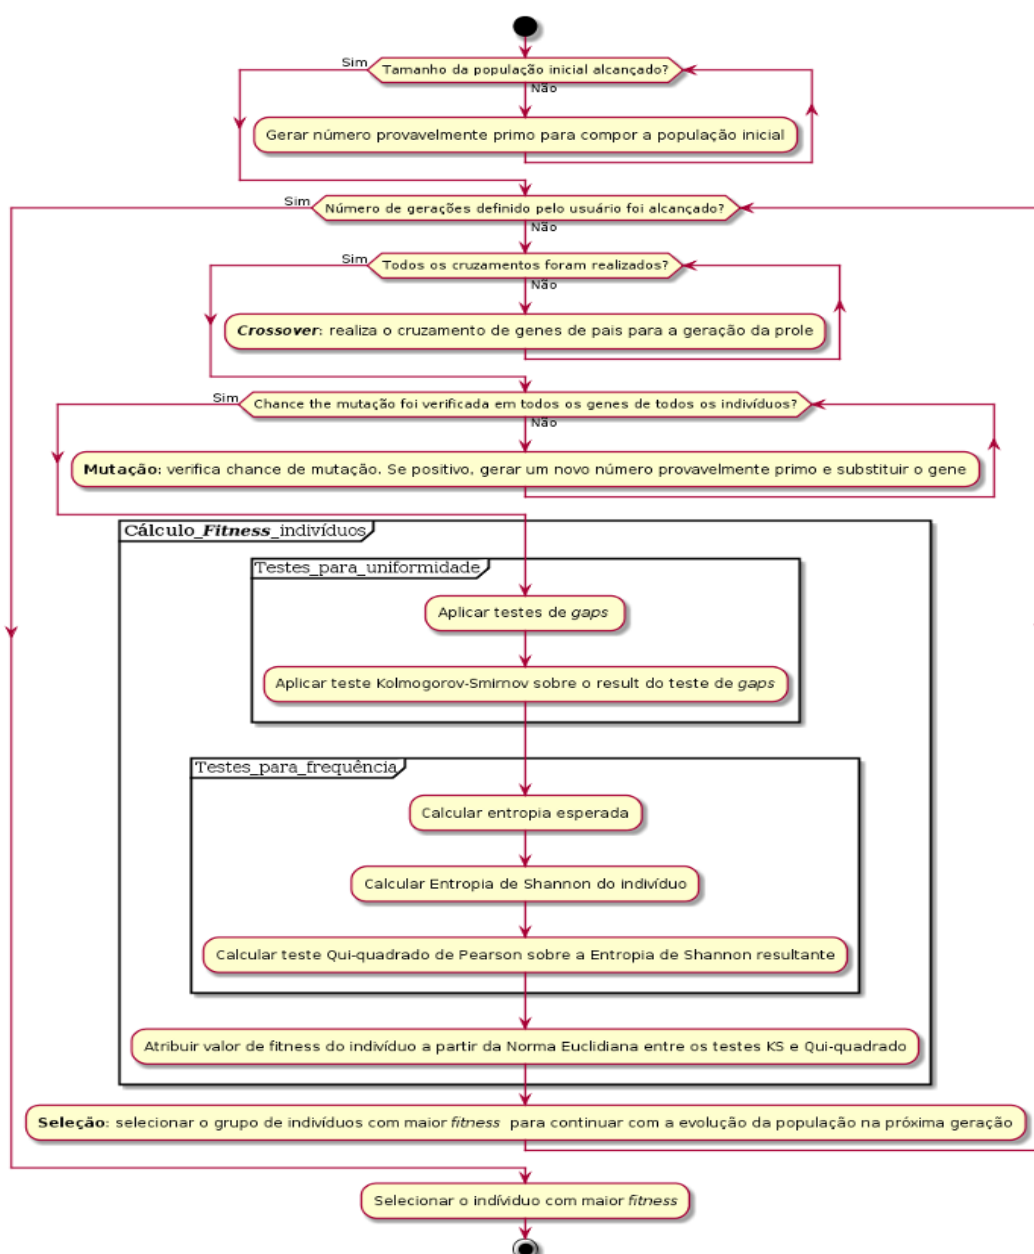 Sim
Tamanho da população inicial alcançado?
Não
Gerar número provavelmente primo para compor a população inicial
Sim
Número de gerações definido pelo usuário foi alcançado?
Não
Sim
Todos os cruzamentos foram realizados?
Não
Crossover: realiza o cruzamento de genes de pais para a geração da prole
Sim
Chance the mutação foi verificada em todos os genes de todos os indivíduos?
Não
Mutação: verifica chance de mutação. Se positivo, gerar um novo número provavelmente primo e substituir o gene
Cálculo_Fitness_indivíduos
Testes_para_uniformidade
Aplicar testes de gaps
Aplicar teste Kolmogorov-Smirnov sobre o result do teste de gaps
Testes_para_frequência
Calcular entropia esperada
Calcular Entropia de Shannon do indivíduo
Calcular teste Qui-quadrado de Pearson sobre a Entropia de Shannon resultante
Atribuir valor de fitness do indivíduo a partir da Norma Euclidiana entre os testes KS e Qui-quadrado
Seleção: selecionar o grupo de indivíduos com maior fitness para continuar com a evolução da população na próxima geração
Selecionar o indíviduo com maior fitness